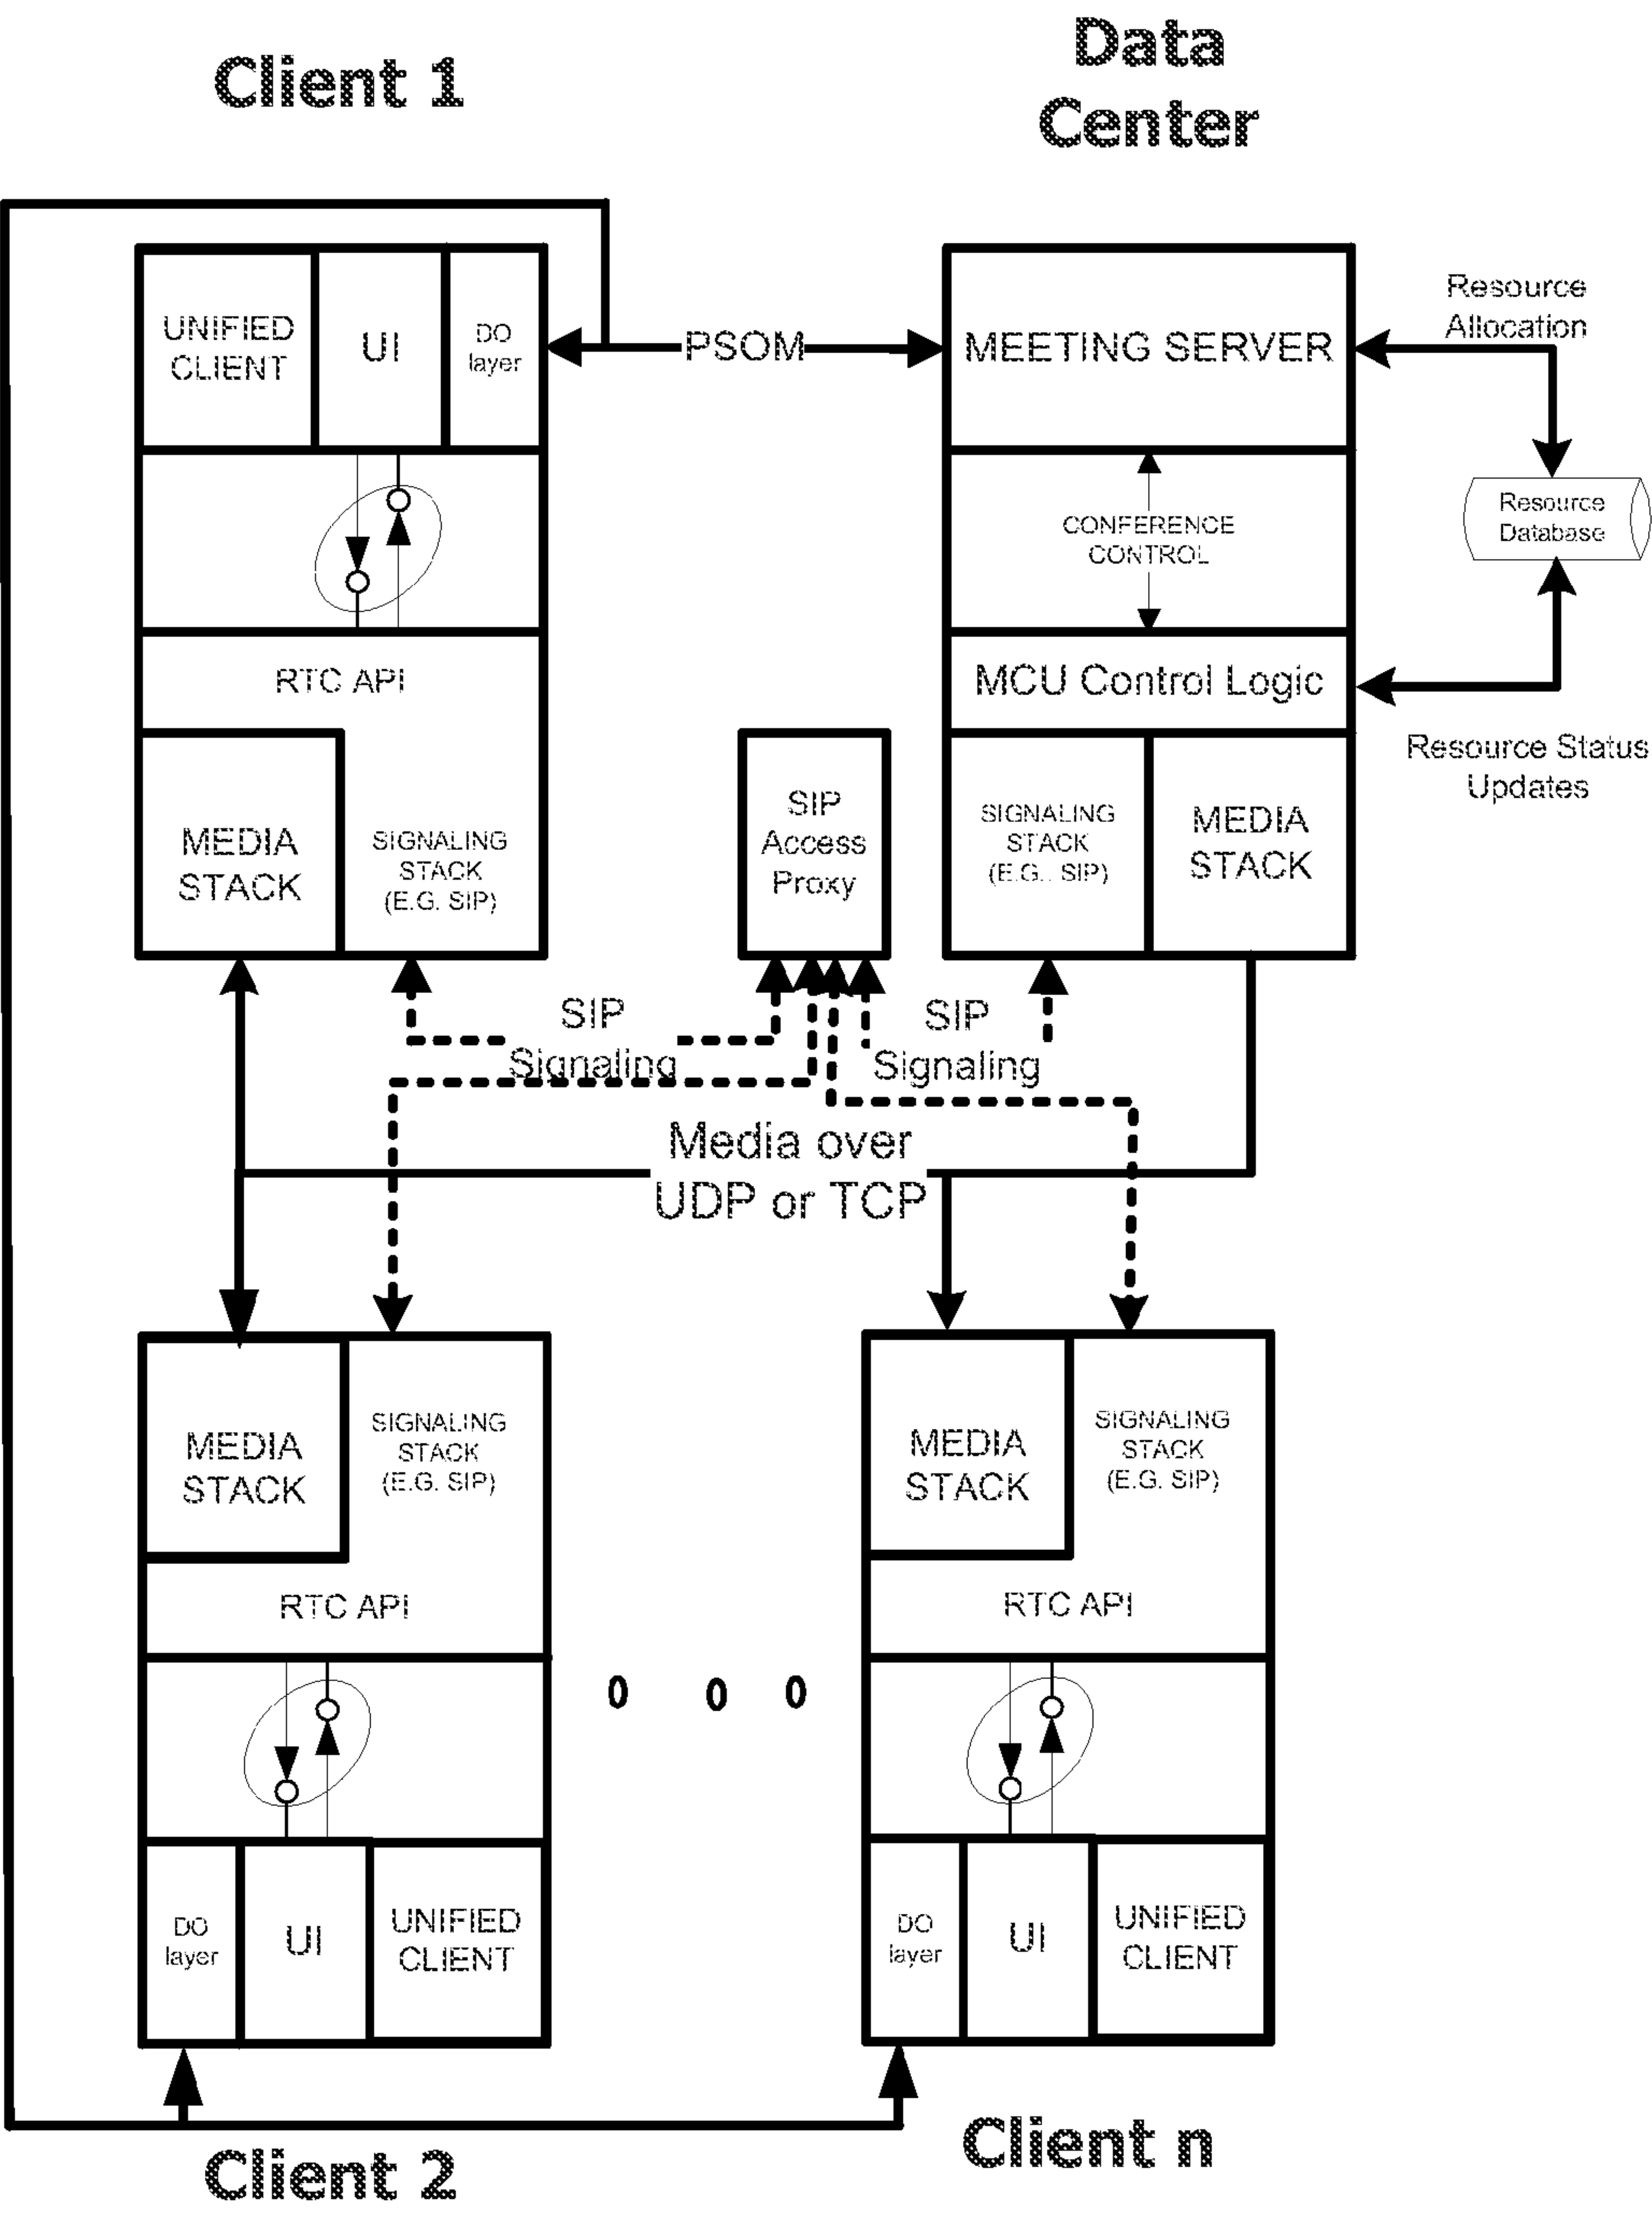 Client 1
Data
Center
UNIFIED
CLIENT
UI
DO
layer
PSOM
MEETING SERVER
Resource
Allocation
CONFERENCE
CONTROL
Resource
Database
RTC API
MCU Control Logic
Resource Status
Updates
MEDIA
STACK
SIGNALING
STACK
(E.G. SIP)
SIP
Access
Proxy
SIGNALING
STACK
(E.G.. SIP)
MEDIA
STACK
SIP
Signaling
SIP
Signaling
Media over
UDP or TCP
MEDIA
STACK
SIGNALING
STACK
(E.G. SIP)
RTC API
MEDIA
STACK
SIGNALING
STACK
(E.G. SIP)
RTC API
0 0 0
DO
layer
UI
UNIFIED
CLIENT
DO
layer
UI
UNIFIED
CLIENT
Client 2
Client n